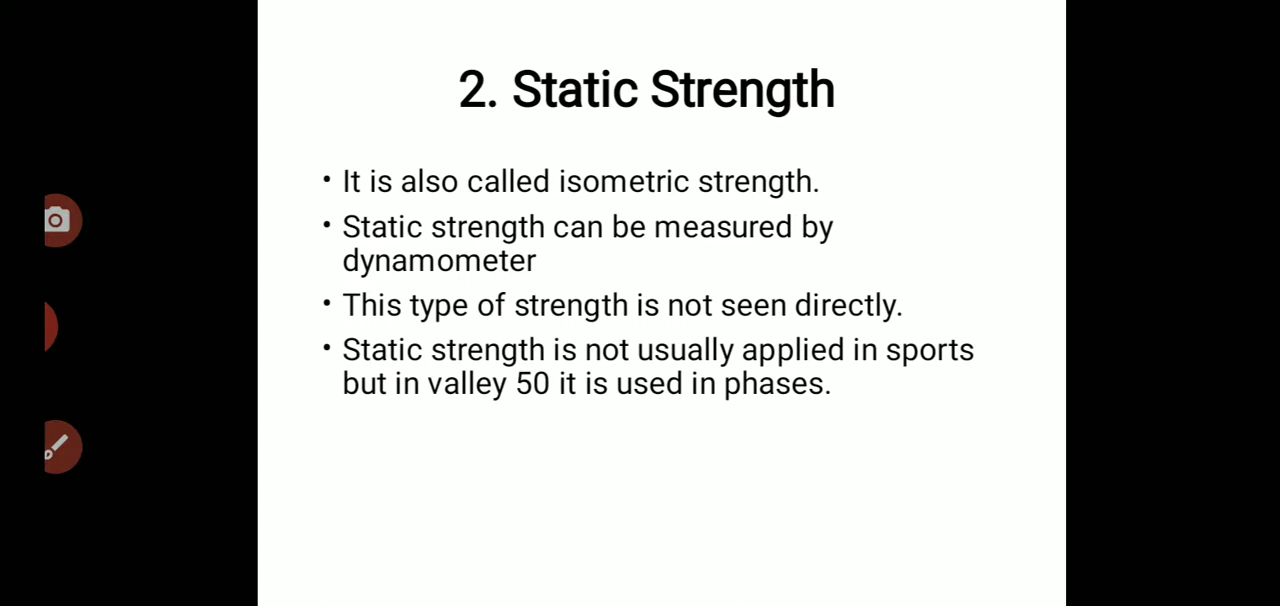 2. Static Strength
• It is also called isometric strength.
• Static strength can be measured by
dynamometer
• This type of strength is not seen directly.
• Static strength is not usually applied in sports
but in valley 50 it is used in phases.